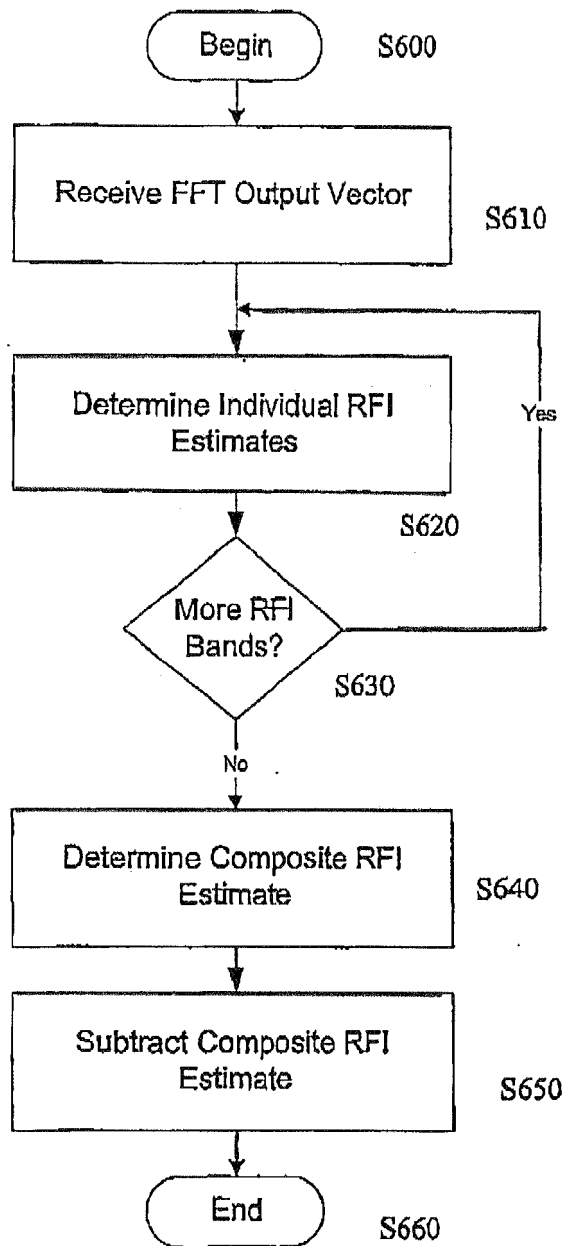 Begin
S600
Receive FFT Output Vector
S610
Determine Individual RFI
Estimates
Yes
S620
More RFI
Bands?
S630
No
Determine Composite RFI
Estimate
S640
Subtract Composite RFI
Estimate
S650
End
S660